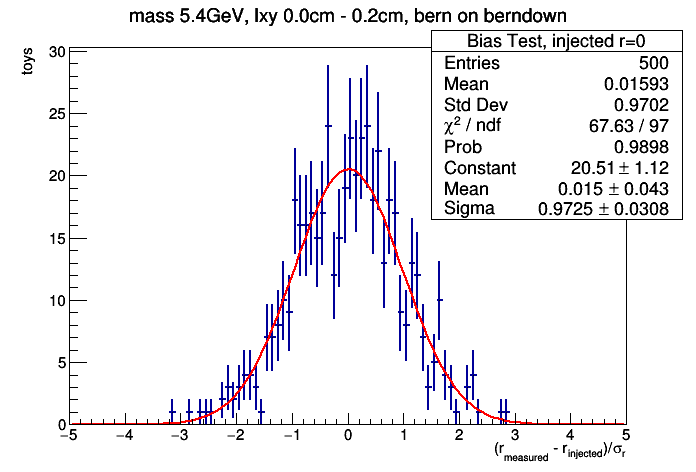 mass 5.4GeV, lxy 0.0cm - 0.2cm, bern on berndown
Bias Test, injected r=0
Entries 500
Mean 0.01593
Std Dev 0.9702
χ² / ndf 67.63 / 97
Prob 0.9898
Constant 20.51 ± 1.12
Mean 0.015 ± 0.043
Sigma 0.9725 ± 0.0308
toys
30
25
20
15
10
5
0
−5 −4 −3 −2 −1 0 1 2 3 4 5
(r_measured - r_injected)/σ_r